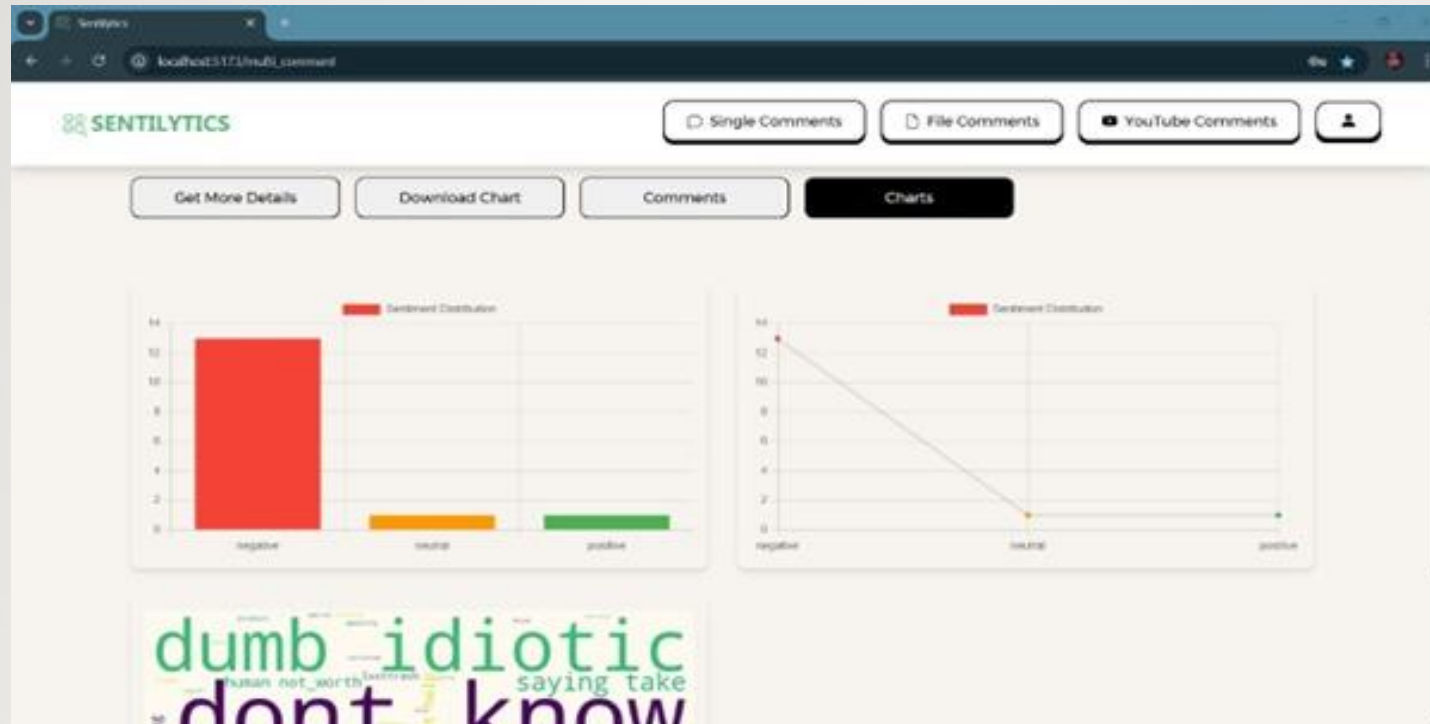 Sentilytics
localhost:5173/multi_comment
SENTILYTICS
Single Comments
File Comments
YouTube Comments
Get More Details
Download Chart
Comments
Charts
Sentiment Distribution
14
12
10
8
6
4
2
0
negative neutral positive
Sentiment Distribution
14
12
10
8
6
4
2
0
negative neutral positive
dumb idiotic
human not_worth
saying take
dont know